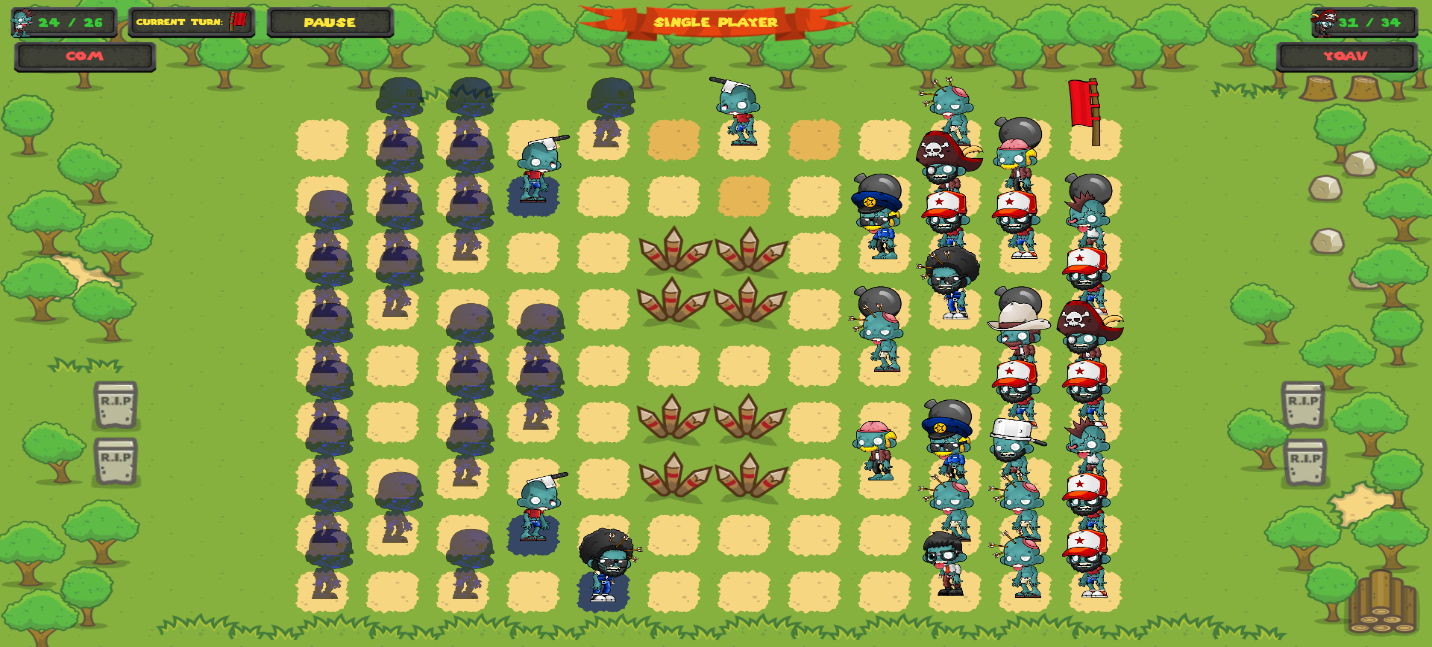 24 / 26
CURRENT TURN:
PAUSE
SINGLE PLAYER
31 / 34
COM
YOAV
R.I.P
R.I.P
R.I.P
R.I.P